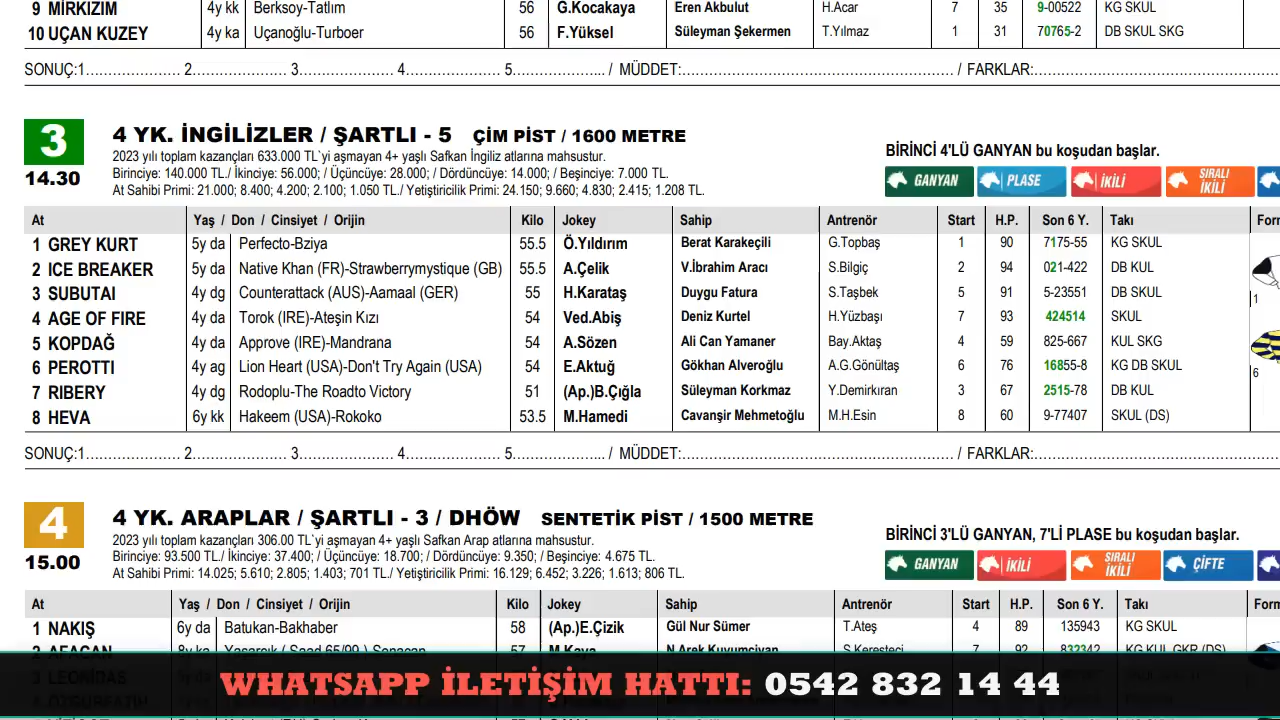 9 MİRKIZIM 4y kk Berksoy-Tatlım 56 G.Kocakaya Eren Akbulut H.Acar 7 35 9-00522 KG SKUL
10 UÇAN KUZEY 4y ka Uçanoğlu-Turboer 56 F.Yüksel Süleyman Şekermen T.Yılmaz 1 31 70765-2 DB SKUL SKG
SONUÇ:1...................... 2...................... 3....................... 4....................... 5...................... / MÜDDET:................................................................ / FARKLAR:..........................................................
3 4 YK. İNGİLİZLER / ŞARTLI - 5 ÇİM PİST / 1600 METRE
14.30
2023 yılı toplam kazançları 633.000 TL`yi aşmayan 4+ yaşlı Safkan İngiliz atlarına mahsustur.
Birinciye: 140.000 TL./ İkinciye: 56.000; / Üçüncüye: 28.000; / Dördüncüye: 14.000; / Beşinciye: 7.000 TL.
At Sahibi Primi: 21.000; 8.400; 4.200; 2.100; 1.050 TL./ Yetiştiricilik Primi: 24.150; 9.660; 4.830; 2.415; 1.208 TL.
BİRİNCİ 4'LÜ GANYAN bu koşudan başlar.
GANYAN PLASE İKİLİ SIRALI İKİLİ
At Yaş / Don / Cinsiyet / Orijin Kilo Jokey Sahip Antrenör Start H.P. Son 6 Y. Takı Form
1 GREY KURT 5y da Perfecto-Bziya 55.5 Ö.Yıldırım Berat Karakeçili G.Topbaş 1 90 7175-55 KG SKUL
2 ICE BREAKER 5y da Native Khan (FR)-Strawberrymystique (GB) 55.5 A.Çelik V.İbrahim Aracı S.Bilgiç 2 94 021-422 DB KUL
3 SUBUTAI 4y dg Counterattack (AUS)-Aamaal (GER) 55 H.Karataş Duygu Fatura S.Taşbek 5 91 5-23551 DB SKUL
1
4 AGE OF FIRE 4y da Torok (IRE)-Ateşin Kızı 54 Ved.Abiş Deniz Kurtel H.Yüzbaşı 7 93 424514 SKUL
5 KOPDAĞ 4y da Approve (IRE)-Mandrana 54 A.Sözen Ali Can Yamaner Bay.Aktaş 4 59 825-667 KUL SKG
6 PEROTTI 4y ag Lion Heart (USA)-Don't Try Again (USA) 54 E.Aktuğ Gökhan Alveroğlu A.G.Gönültaş 6 76 16855-8 KG DB SKUL
6
7 RIBERY 4y dg Rodoplu-The Roadto Victory 51 (Ap.)B.Çığla Süleyman Korkmaz Y.Demirkıran 3 67 2515-78 DB KUL
8 HEVA 6y kk Hakeem (USA)-Rokoko 53.5 M.Hamedi Cavanşir Mehmetoğlu M.H.Esin 8 60 9-77407 SKUL (DS)
SONUÇ:1...................... 2...................... 3....................... 4....................... 5...................... / MÜDDET:................................................................ / FARKLAR:..........................................................
4 4 YK. ARAPLAR / ŞARTLI - 3 / DHÖW SENTETİK PİST / 1500 METRE
15.00
2023 yılı toplam kazançları 306.00 TL`yi aşmayan 4+ yaşlı Safkan Arap atlarına mahsustur.
Birinciye: 93.500 TL./ İkinciye: 37.400; / Üçüncüye: 18.700; / Dördüncüye: 9.350; / Beşinciye: 4.675 TL.
At Sahibi Primi: 14.025; 5.610; 2.805; 1.403; 701 TL./ Yetiştiricilik Primi: 16.129; 6.452; 3.226; 1.613; 806 TL.
BİRİNCİ 3'LÜ GANYAN, 7'Lİ PLASE bu koşudan başlar.
GANYAN İKİLİ SIRALI İKİLİ ÇİFTE
At Yaş / Don / Cinsiyet / Orijin Kilo Jokey Sahip Antrenör Start H.P. Son 6 Y. Takı Form
1 NAKIŞ 6y da Batukan-Bakhaber 58 (Ap.)E.Çizik Gül Nur Sümer T.Ateş 4 89 135943 KG SKUL
2 AFACAN 8y ka 57 M.Kaya N.Arek Kuyumciyan S.Keresteci 7 92 832342 KG KUL GKR (DS)
3 LEONIDAS
WHATSAPP İLETİŞİM HATTI: 0542 832 14 44